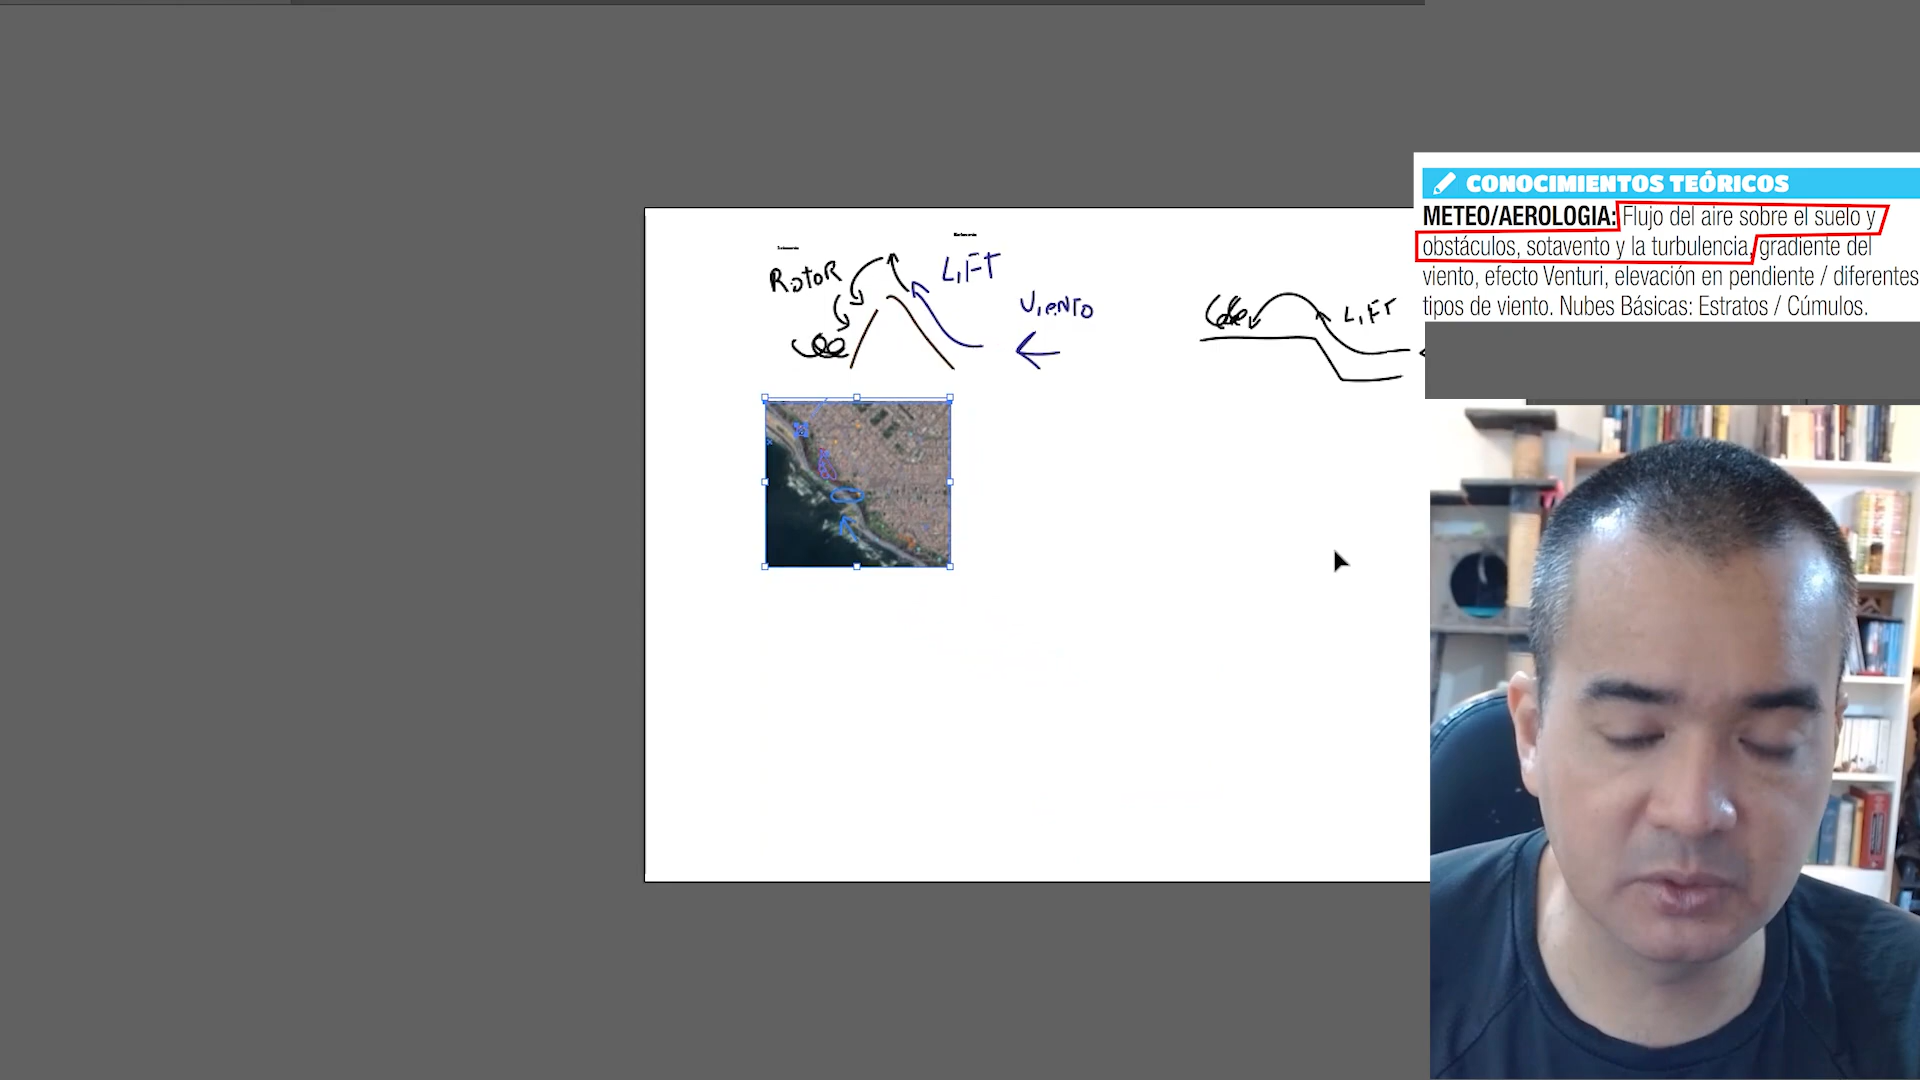 CONOCIMIENTOS TEÓRICOS
METEO/AEROLOGIA: Flujo del aire sobre el suelo y
obstáculos, sotavento y la turbulencia, gradiente del
viento, efecto Venturi, elevación en pendiente / diferentes
tipos de viento. Nubes Básicas: Estratos / Cúmulos.
ROTOR
LIFT
Viento
LIFT